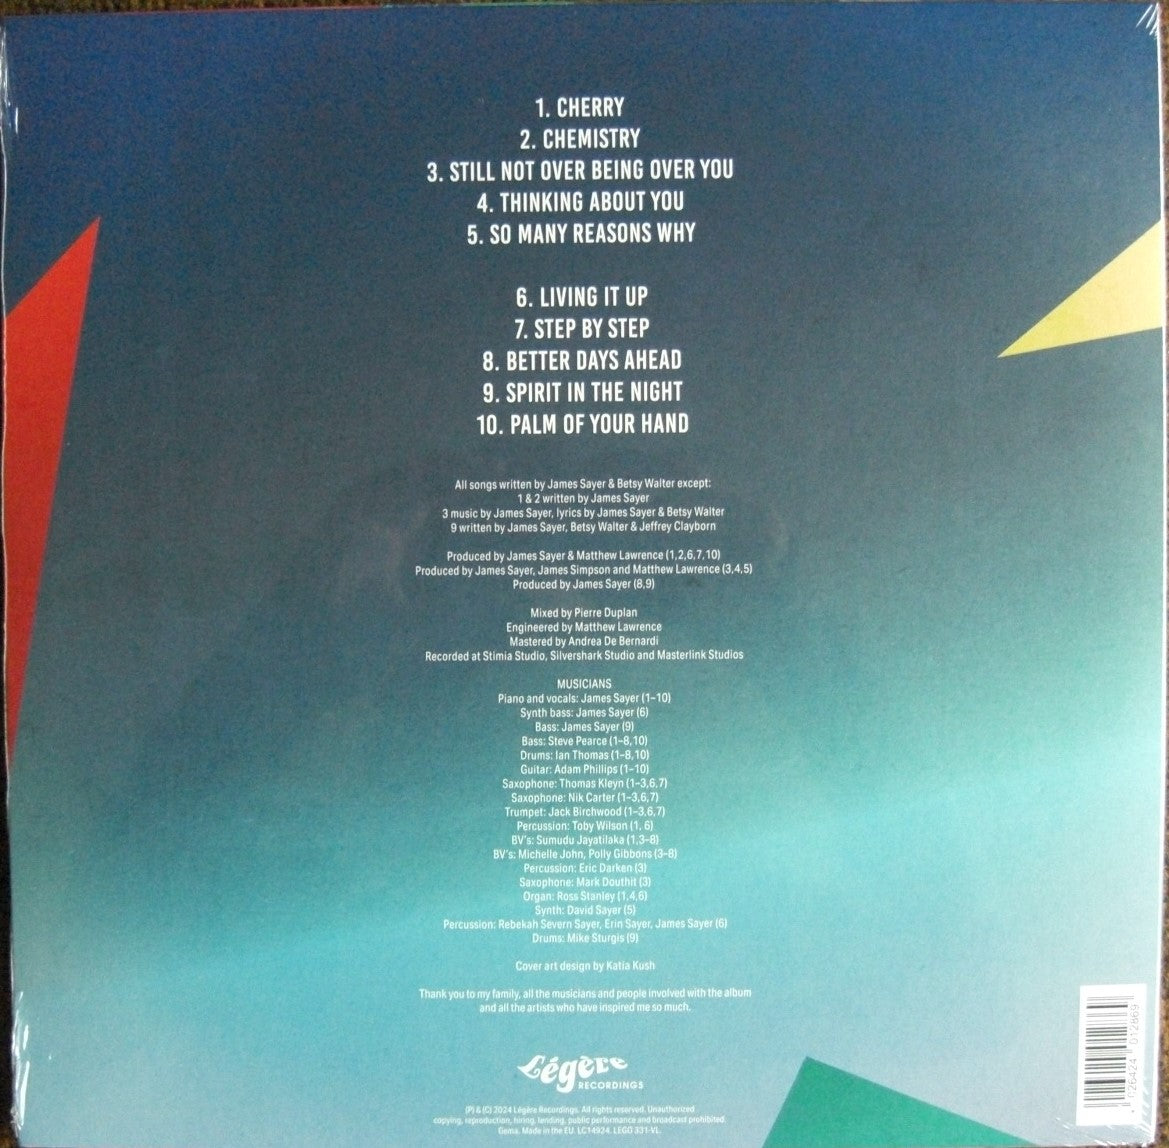 1. CHERRY
2. CHEMISTRY
3. STILL NOT OVER BEING OVER YOU
4. THINKING ABOUT YOU
5. SO MANY REASONS WHY
6. LIVING IT UP
7. STEP BY STEP
8. BETTER DAYS AHEAD
9. SPIRIT IN THE NIGHT
10. PALM OF YOUR HAND
All songs written by James Sayer & Betsy Walter except:
1 & 2 written by James Sayer
3 music by James Sayer, lyrics by James Sayer & Betsy Walter
9 written by James Sayer, Betsy Walter & Jeffrey Clayborn
Produced by James Sayer & Matthew Lawrence (1,2,6,7,10)
Produced by James Sayer, James Simpson and Matthew Lawrence (3,4,5)
Produced by James Sayer (8,9)
Mixed by Pierre Duplan
Engineered by Matthew Lawrence
Mastered by Andrea De Bernardi
Recorded at Stimia Studio, Silvershark Studio and Masterlink Studios
MUSICIANS
Piano and vocals: James Sayer (1–10)
Synth bass: James Sayer (6)
Bass: James Sayer (9)
Bass: Steve Pearce (1–8,10)
Drums: Ian Thomas (1–8,10)
Guitar: Adam Phillips (1–10)
Saxophone: Thomas Kleyn (1–3,6,7)
Saxophone: Nik Carter (1–3,6,7)
Trumpet: Jack Birchwood (1–3,6,7)
Percussion: Toby Wilson (1, 6)
BV's: Sumudu Jayatilaka (1,3–8)
BV's: Michelle John, Polly Gibbons (3–8)
Percussion: Eric Darken (3)
Saxophone: Mark Douthit (3)
Organ: Ross Stanley (1,4,6)
Synth: David Sayer (5)
Percussion: Rebekah Severn Sayer, Erin Sayer, James Sayer (6)
Drums: Mike Sturgis (9)
Cover art design by Katia Kush
Thank you to my family, all the musicians and people involved with the album
and all the artists who have inspired me so much.
Légère
RECORDINGS
(P) & (C) 2024 Légère Recordings. All rights reserved. Unauthorized
copying, reproduction, hiring, lending, public performance and broadcast prohibited.
Gema. Made in the EU. LC14924. LEGG 331-VL.
026424 012869